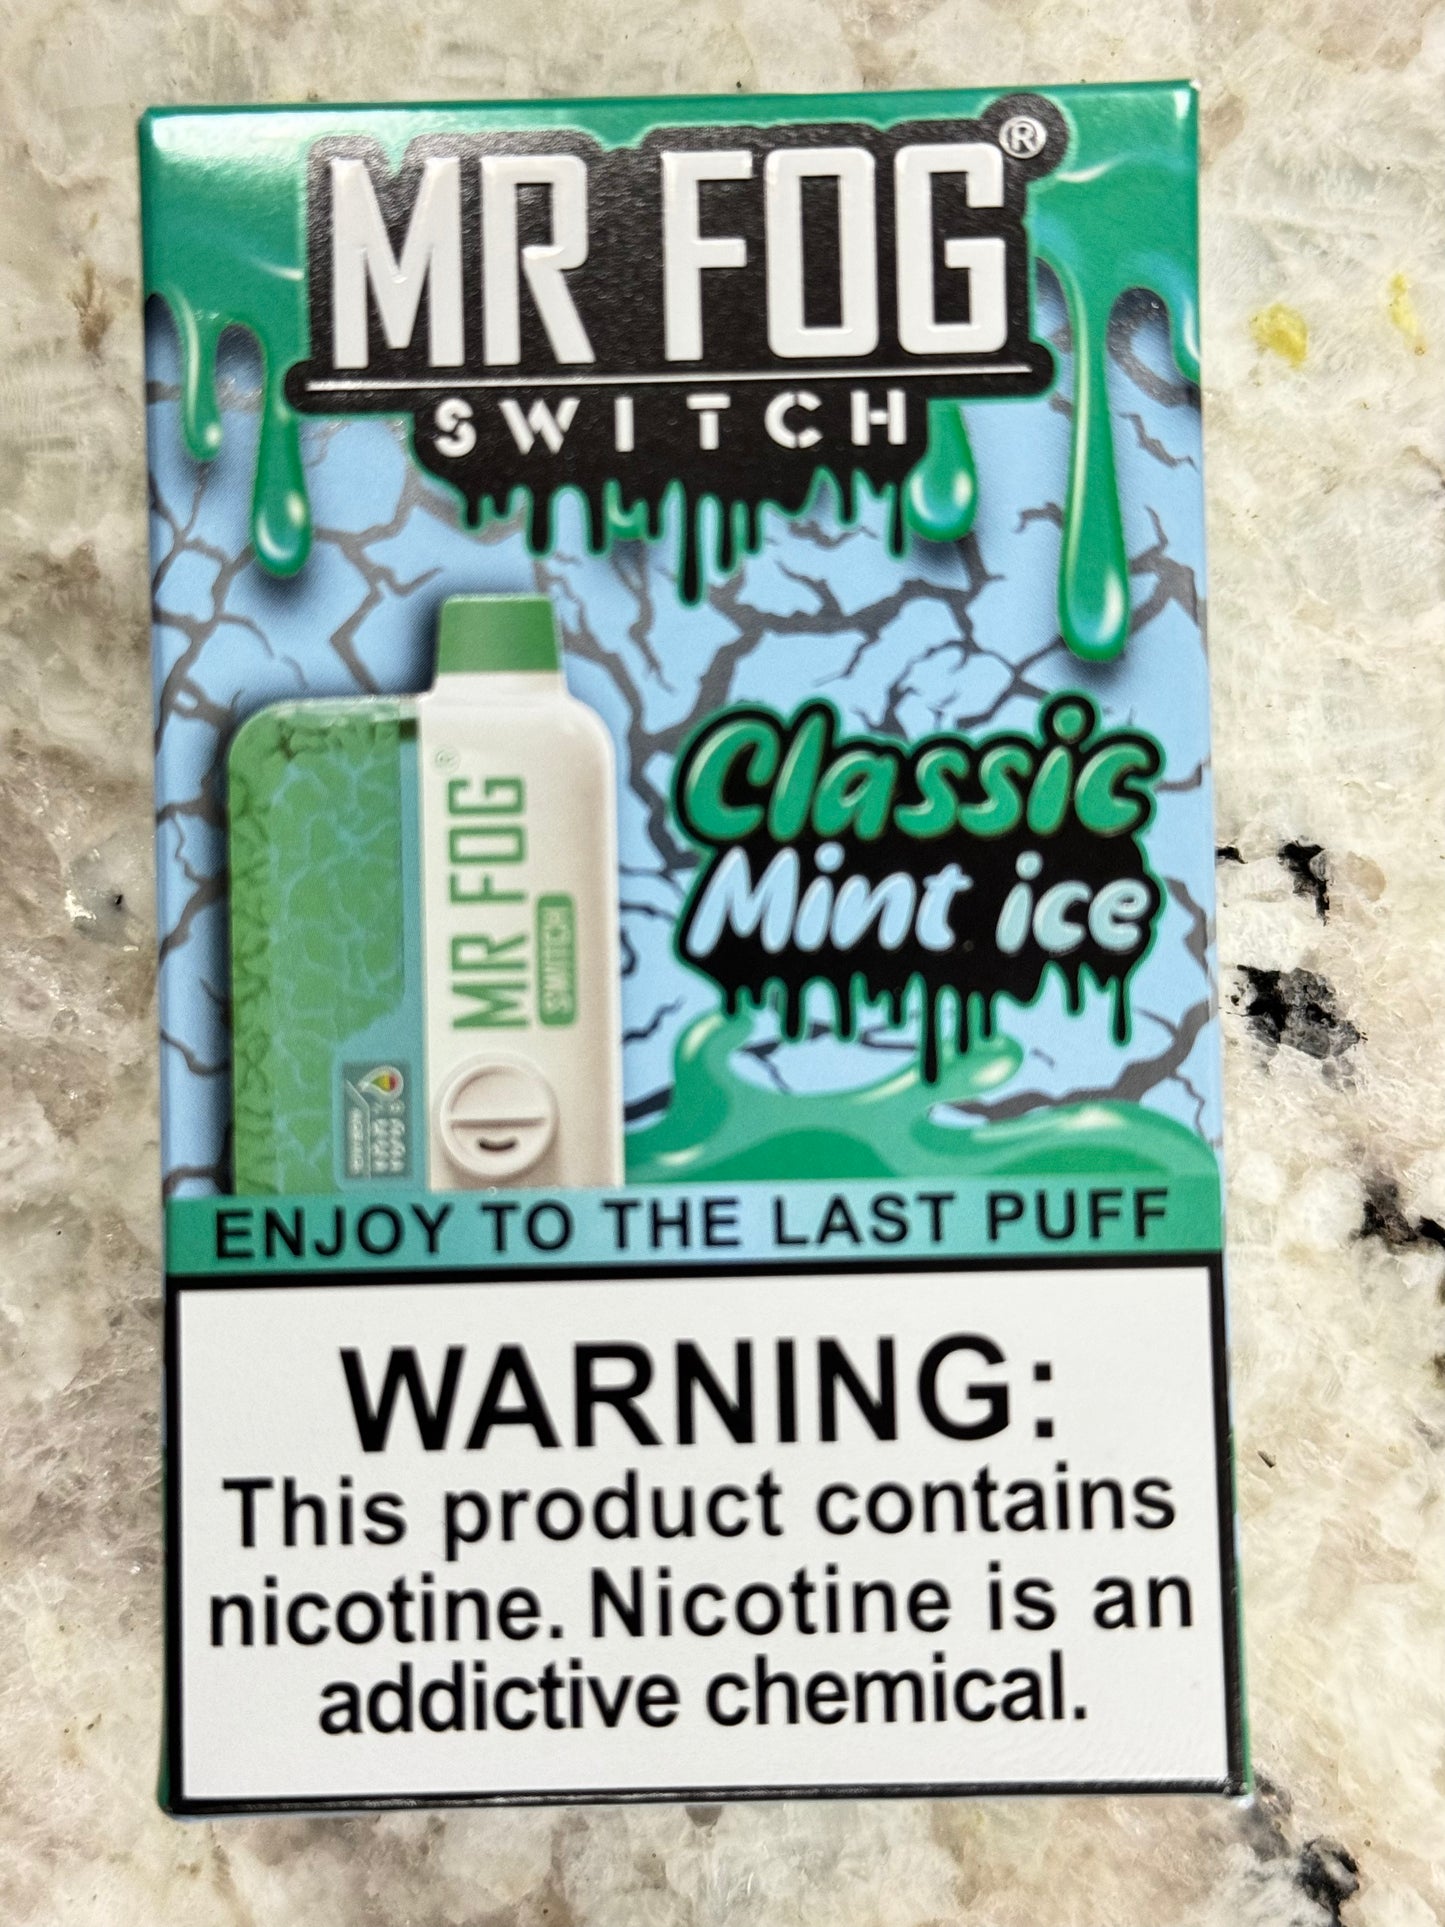 MR FOG®
SWITCH
Classic
Mint ice
MR FOG®
SWITCH
ENJOY TO THE LAST PUFF
WARNING:
This product contains
nicotine. Nicotine is an
addictive chemical.